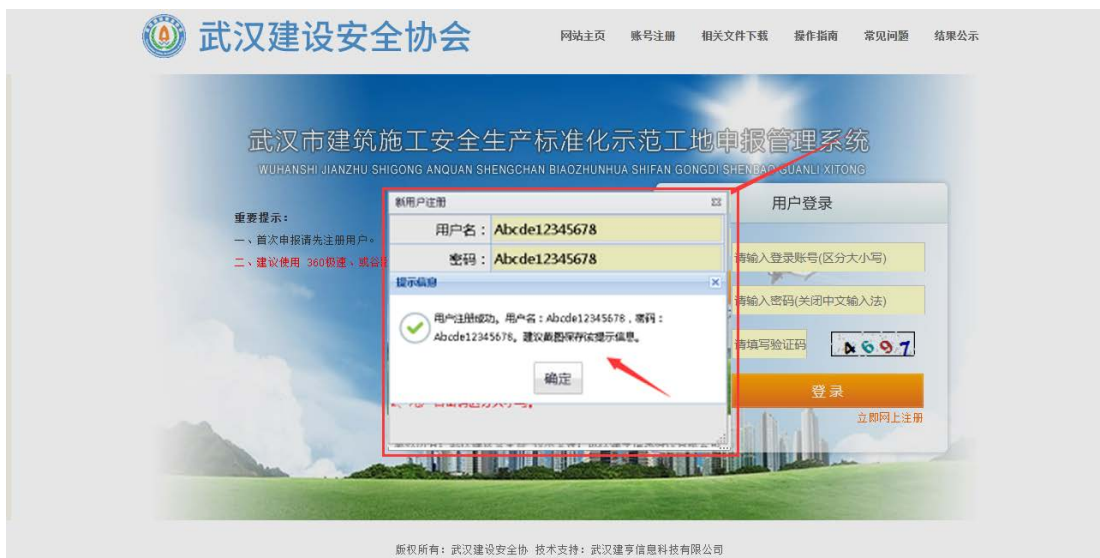 武汉建设安全协会
网站主页 账号注册 相关文件下载 操作指南 常见问题 结果公示
武汉市建筑施工安全生产标准化示范工地申报管理系统
WUHANSHI JIANZHU SHIGONG ANQUAN SHENGCHAN BIAOZHUNHUA SHIFAN GONGDI SHENBAO GUANLI XITONG
重要提示:
一、首次申报请先注册用户。
二、建议使用 360极速、或谷
新用户注册
用户名: Abcde12345678
密码: Abcde12345678
提示信息
用户注册成功, 用户名: Abcde12345678, 密码:
Abcde12345678, 建议截图保存该提示信息。
确定
用户登录
请输入登录账号(区分大小写)
请输入密码(关闭中文输入法)
请填写验证码 4697
登录
立即网上注册
版权所有: 武汉建设安全协 技术支持: 武汉建亨信息科技有限公司